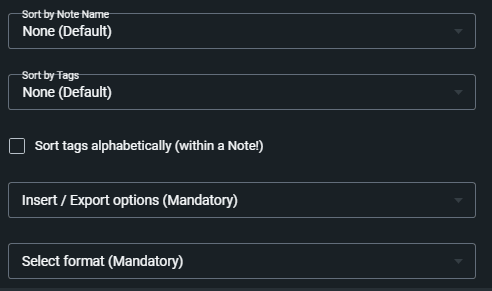 Sort by Note Name
None (Default)
Sort by Tags
None (Default)
Sort tags alphabetically (within a Note!)
Insert / Export options (Mandatory)
Select format (Mandatory)